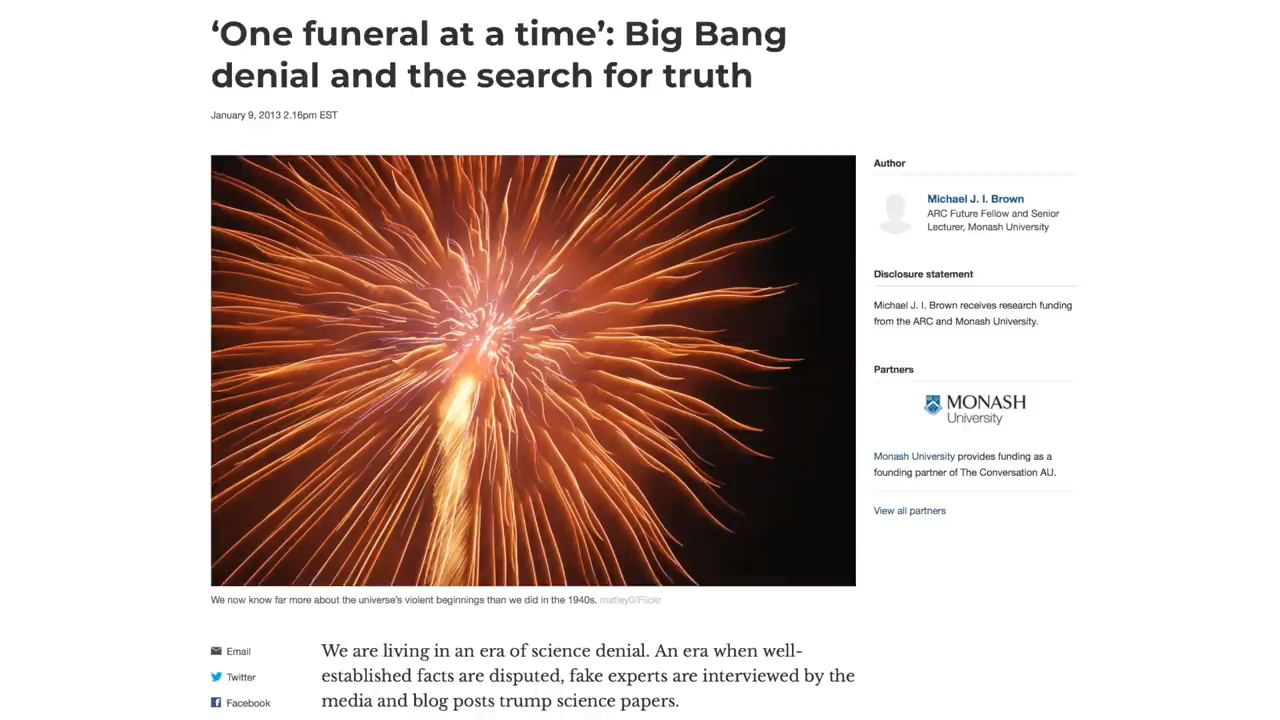 ‘One funeral at a time’: Big Bang
denial and the search for truth
January 9, 2013 2.16pm EST
We now know far more about the universe's violent beginnings than we did in the 1940s. matley0/Flickr
Email
Twitter
Facebook
We are living in an era of science denial. An era when well-
established facts are disputed, fake experts are interviewed by the
media and blog posts trump science papers.
Author
Michael J. I. Brown
ARC Future Fellow and Senior
Lecturer, Monash University
Disclosure statement
Michael J. I. Brown receives research funding
from the ARC and Monash University.
Partners
MONASH
University
Monash University provides funding as a
founding partner of The Conversation AU.
View all partners